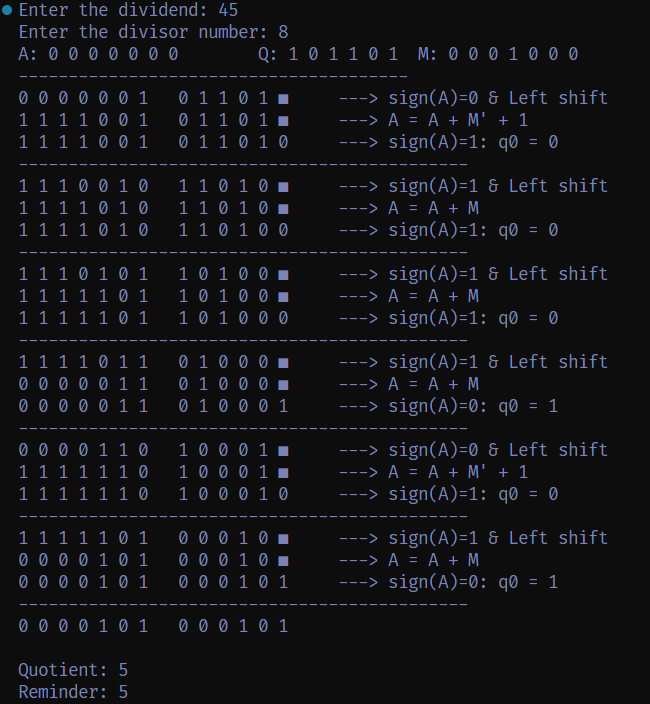 Enter the dividend: 45
Enter the divisor number: 8
A: 0 0 0 0 0 0 0        Q: 1 0 1 1 0 1  M: 0 0 0 1 0 0 0
---------------------------------------
0 0 0 0 0 0 1   0 1 1 0 1 ■     ---> sign(A)=0 & Left shift
1 1 1 1 0 0 1   0 1 1 0 1 ■     ---> A = A + M' + 1
1 1 1 1 0 0 1   0 1 1 0 1 0     ---> sign(A)=1: q0 = 0
---------------------------------------------
1 1 1 0 0 1 0   1 1 0 1 0 ■     ---> sign(A)=1 & Left shift
1 1 1 1 0 1 0   1 1 0 1 0 ■     ---> A = A + M
1 1 1 1 0 1 0   1 1 0 1 0 0     ---> sign(A)=1: q0 = 0
---------------------------------------------
1 1 1 0 1 0 1   1 0 1 0 0 ■     ---> sign(A)=1 & Left shift
1 1 1 1 1 0 1   1 0 1 0 0 ■     ---> A = A + M
1 1 1 1 1 0 1   1 0 1 0 0 0     ---> sign(A)=1: q0 = 0
---------------------------------------------
1 1 1 1 0 1 1   0 1 0 0 0 ■     ---> sign(A)=1 & Left shift
0 0 0 0 0 1 1   0 1 0 0 0 ■     ---> A = A + M
0 0 0 0 0 1 1   0 1 0 0 0 1     ---> sign(A)=0: q0 = 1
---------------------------------------------
0 0 0 0 1 1 0   1 0 0 0 1 ■     ---> sign(A)=0 & Left shift
1 1 1 1 1 1 0   1 0 0 0 1 ■     ---> A = A + M' + 1
1 1 1 1 1 1 0   1 0 0 0 1 0     ---> sign(A)=1: q0 = 0
---------------------------------------------
1 1 1 1 1 0 1   0 0 0 1 0 ■     ---> sign(A)=1 & Left shift
0 0 0 0 1 0 1   0 0 0 1 0 ■     ---> A = A + M
0 0 0 0 1 0 1   0 0 0 1 0 1     ---> sign(A)=0: q0 = 1
---------------------------------------------
0 0 0 0 1 0 1   0 0 0 1 0 1
Quotient: 5
Reminder: 5